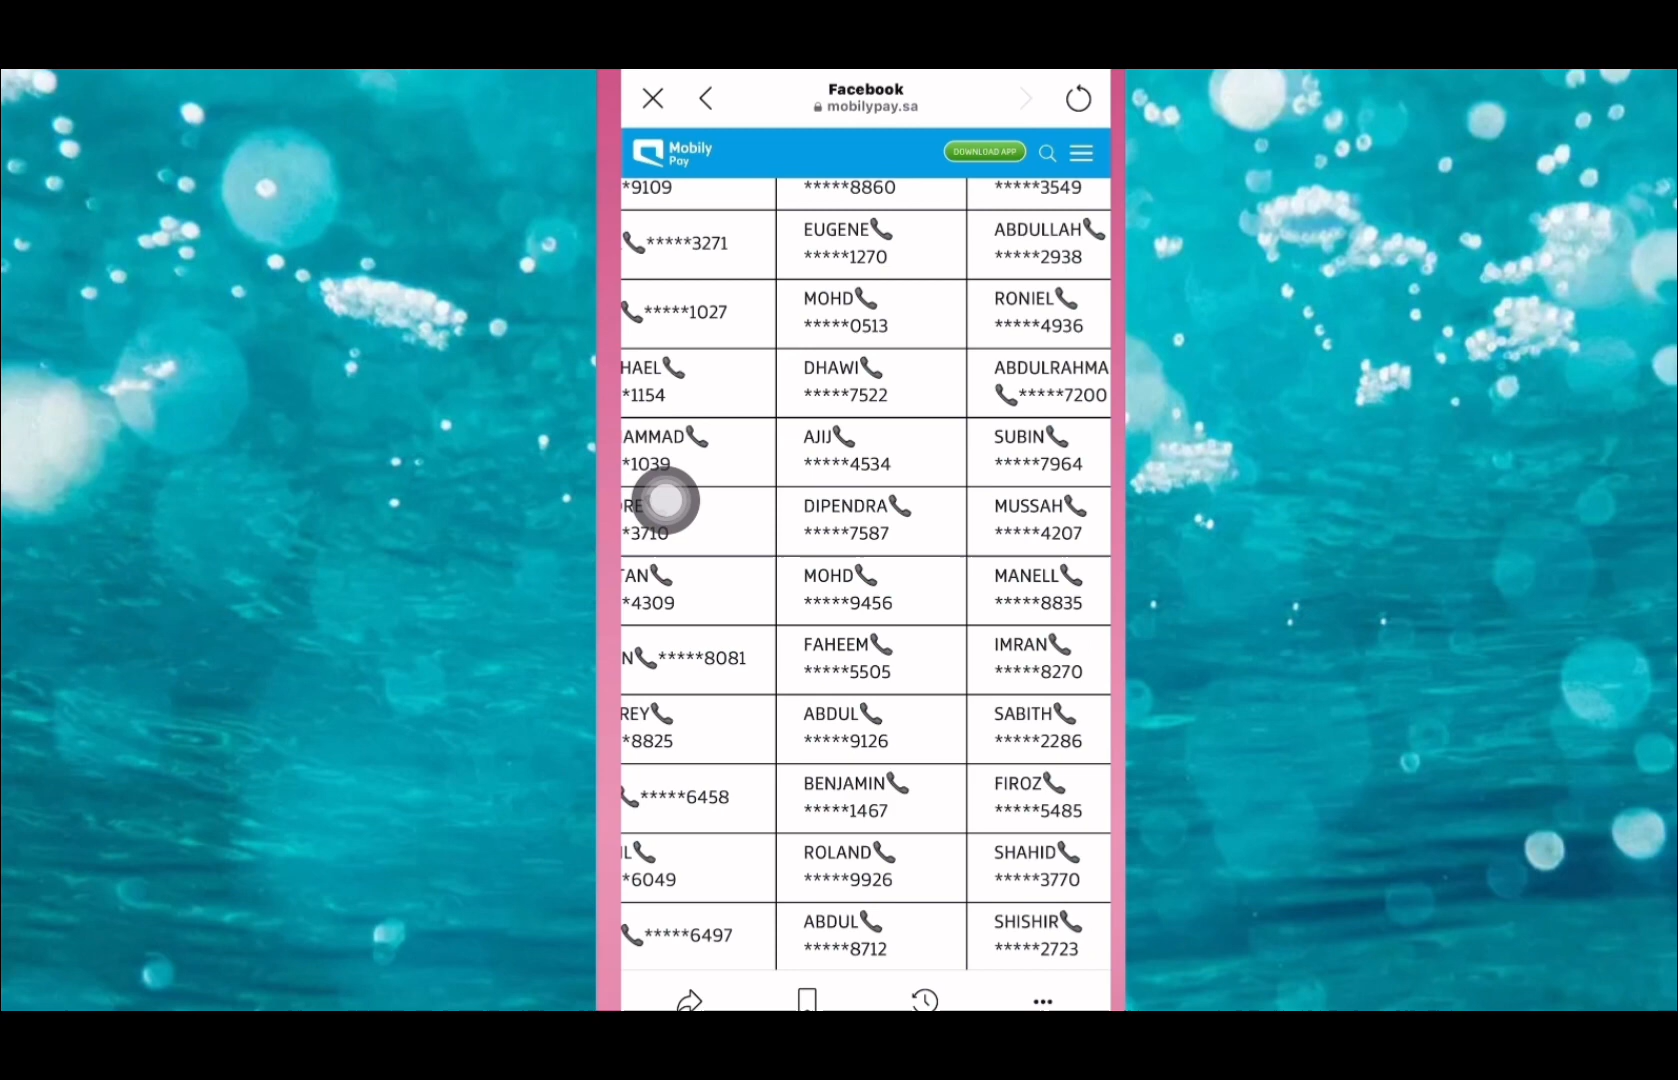 Facebook
mobilypay.sa
Mobily
Pay
DOWNLOAD APP
*9109
*****8860
*****3549
*****3271
EUGENE📞
*****1270
ABDULLAH📞
*****2938
📞*****1027
MOHD📞
*****0513
RONIEL📞
*****4936
HAEL📞
*1154
DHAWI📞
*****7522
ABDULRAHMA
📞*****7200
AMMAD📞
*1039
AJIJ📞
*****4534
SUBIN📞
*****7964
RE
*3710
DIPENDRA📞
*****7587
MUSSAH📞
*****4207
TAN📞
*4309
MOHD📞
*****9456
MANELL📞
*****8835
N📞*****8081
FAHEEM📞
*****5505
IMRAN📞
*****8270
REY📞
*8825
ABDUL📞
*****9126
SABITH📞
*****2286
📞*****6458
BENJAMIN📞
*****1467
FIROZ📞
*****5485
L📞
*6049
ROLAND📞
*****9926
SHAHID📞
*****3770
📞*****6497
ABDUL📞
*****8712
SHISHIR📞
*****2723